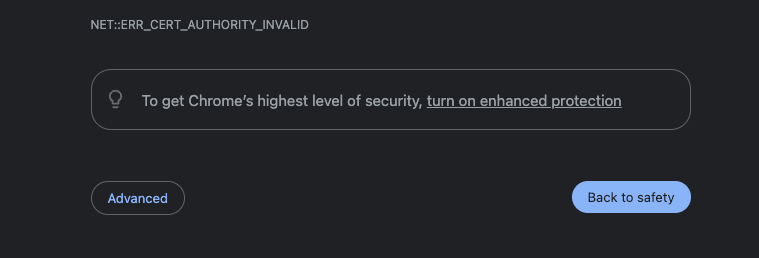 NET::ERR_CERT_AUTHORITY_INVALID
To get Chrome’s highest level of security, turn on enhanced protection
Advanced
Back to safety